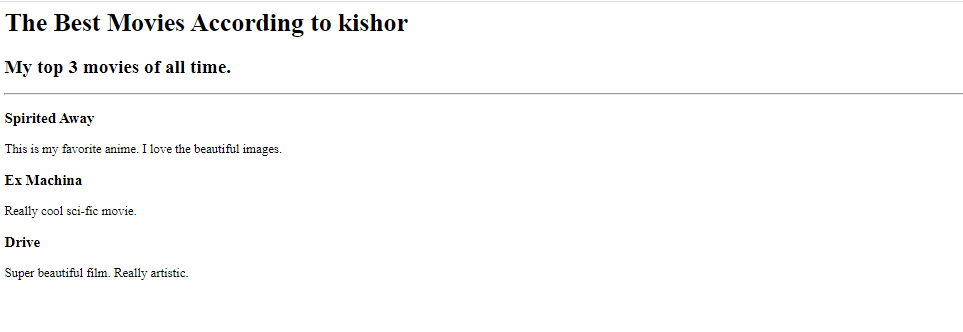 The Best Movies According to kishor
My top 3 movies of all time.
Spirited Away
This is my favorite anime. I love the beautiful images.
Ex Machina
Really cool sci-fic movie.
Drive
Super beautiful film. Really artistic.